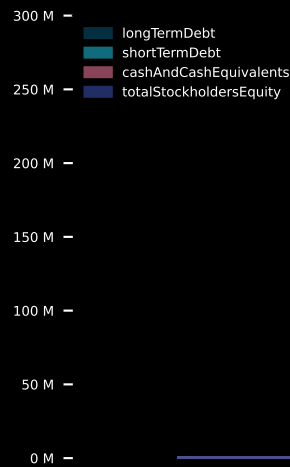 300 M
longTermDebt
shortTermDebt
cashAndCashEquivalents
250 M
totalStockholdersEquity
200 M
150 M
100 M
50 M
0 M